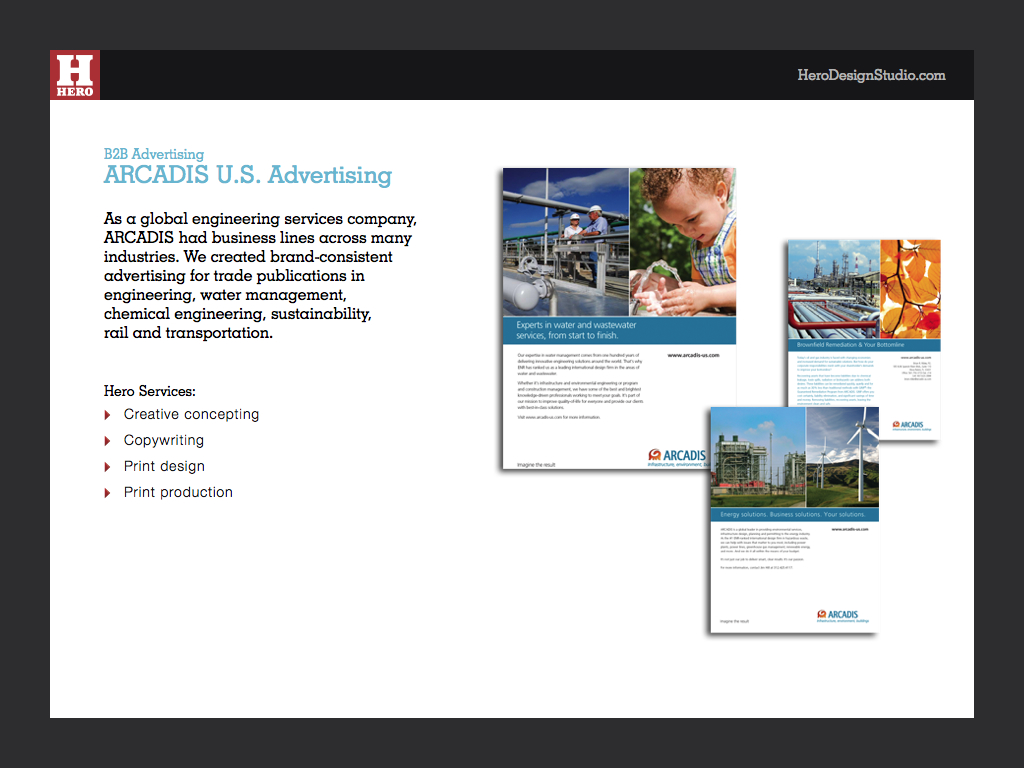 H
HERO
HeroDesignStudio.com
B2B Advertising
ARCADIS U.S. Advertising
As a global engineering services company,
ARCADIS had business lines across many
industries. We created brand-consistent
advertising for trade publications in
engineering, water management,
chemical engineering, sustainability,
rail and transportation.
Hero Services:
Creative concepting
Copywriting
Print design
Print production
Experts in water and wastewater
services, from start to finish.
Our expertise in water management comes from one hundred years of
delivering innovative engineering solutions around the world. That's why
ENR has ranked us as a leading international design firm in the areas of
water and wastewater.
Whether it's infrastructure and environmental engineering or program
and construction management, we have some of the best and brightest
knowledge-driven professionals working to meet your goals. It's part of
our mission to improve quality-of-life for everyone and provide our clients
with best-in-class solutions.
Visit www.arcadis-us.com for more information.
www.arcadis-us.com
Imagine the result
ARCADIS
Infrastructure, environment,
Brownfield Remediation & Your Bottomline
www.arcadis-us.com
ARCADIS
Infrastructure, environment, buildings
Energy solutions. Business solutions. Your solutions.
www.arcadis-us.com
Imagine the result
ARCADIS
Infrastructure, environment, buildings